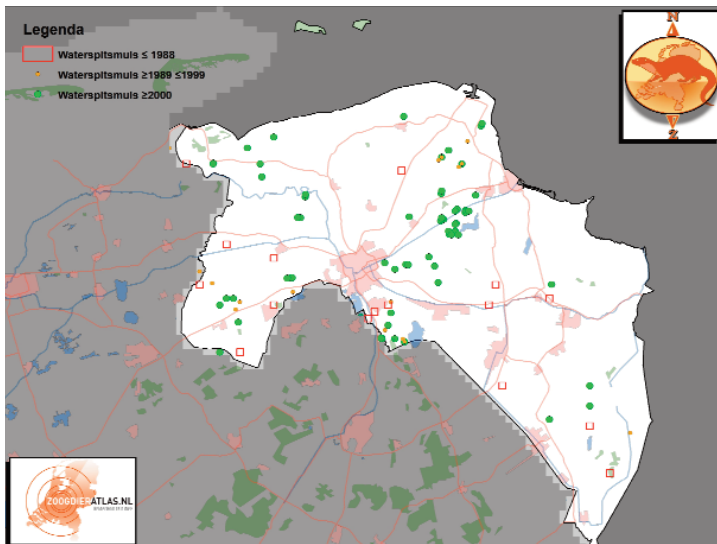 Legenda
Waterspitsmuis ≤ 1988
Waterspitsmuis ≥1989 ≤1999
Waterspitsmuis ≥2000
N
Z
ZOOGDIERATLAS.NL